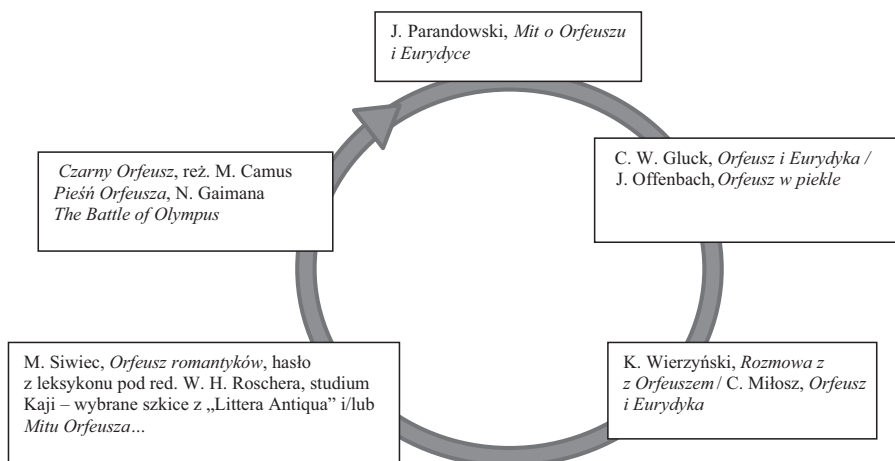 J. Parandowski, Mit o Orfeuszu
i Eurydyce
C. W. Gluck, Orfeusz i Eurydyka /
J. Offenbach, Orfeusz w piekle
K. Wierzyński, Rozmowa z
z Orfeuszem / C. Miłosz, Orfeusz
i Eurydyka
M. Siwiec, Orfeusz romantyków, hasło
z leksykonu pod red. W. H. Roschera, studium
Kaji – wybrane szkice z „Littera Antiqua” i/lub
Mitu Orfeusza…
Czarny Orfeusz, reż. M. Camus
Pieśń Orfeusza, N. Gaimana
The Battle of Olympus